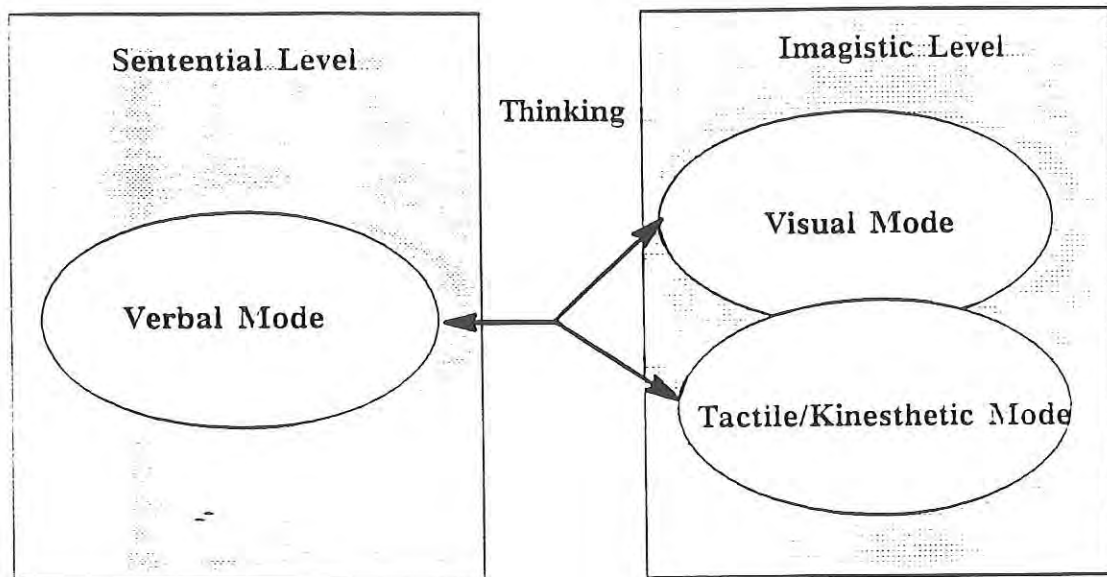 Sentential Level
Imagistic Level
Thinking
Visual Mode
Verbal Mode
Tactile/Kinesthetic Mode